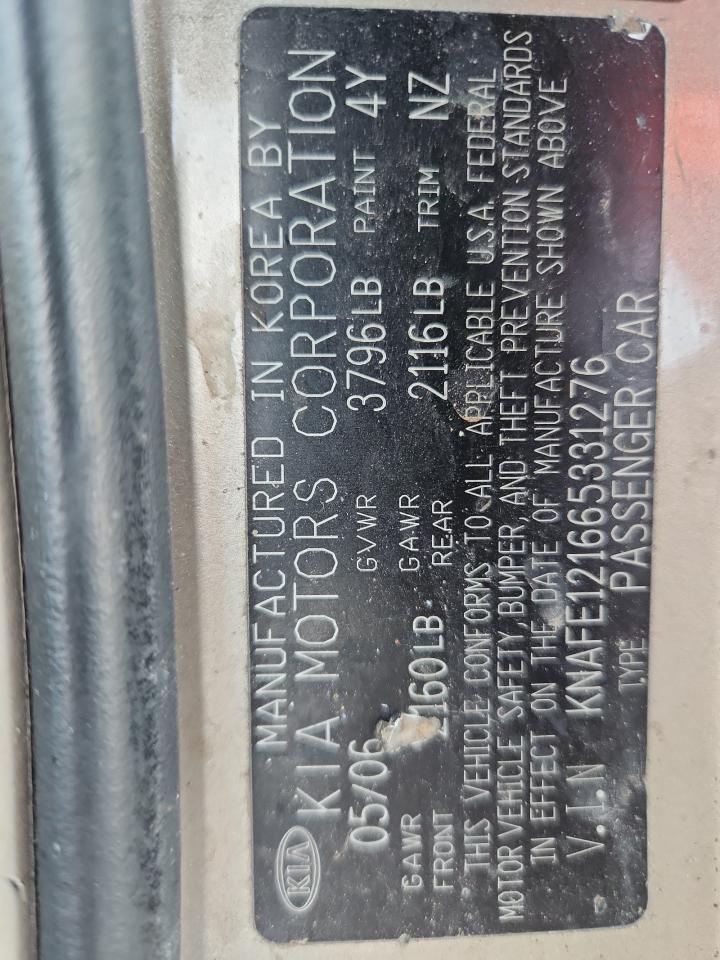 MANUFACTURED IN KOREA BY
KIA KIA MOTORS CORPORATION
05/06 GVWR 3796LB PAINT 4Y
GAWR FRONT 2160LB GAWR REAR 2116LB TRIM NZ
THIS VEHICLE CONFORMS TO ALL APPLICABLE U.S.A. FEDERAL
MOTOR VEHICLE SAFETY, BUMPER, AND THEFT PREVENTION STANDARDS
IN EFFECT ON THE DATE OF MANUFACTURE SHOWN ABOVE
V.I.N KNAFE121665331276
TYPE PASSENGER CAR